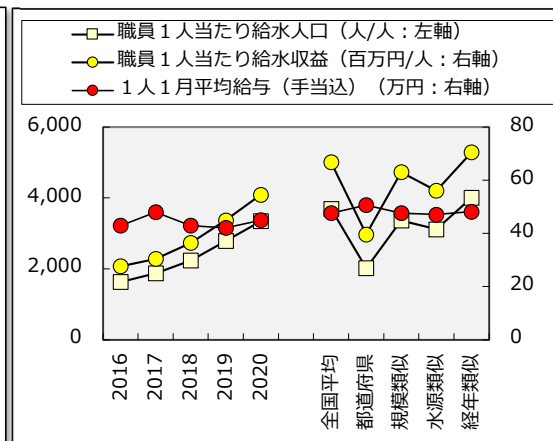 職員１人当たり給水人口（人/人：左軸）
職員１人当たり給水収益（百万円/人：右軸）
１人１月平均給与（手当込）（万円：右軸）
6,000
4,000
2,000
0
80
60
40
20
0
2016
2017
2018
2019
2020
全国平均
都道府県
規模類似
水源類似
経年類似